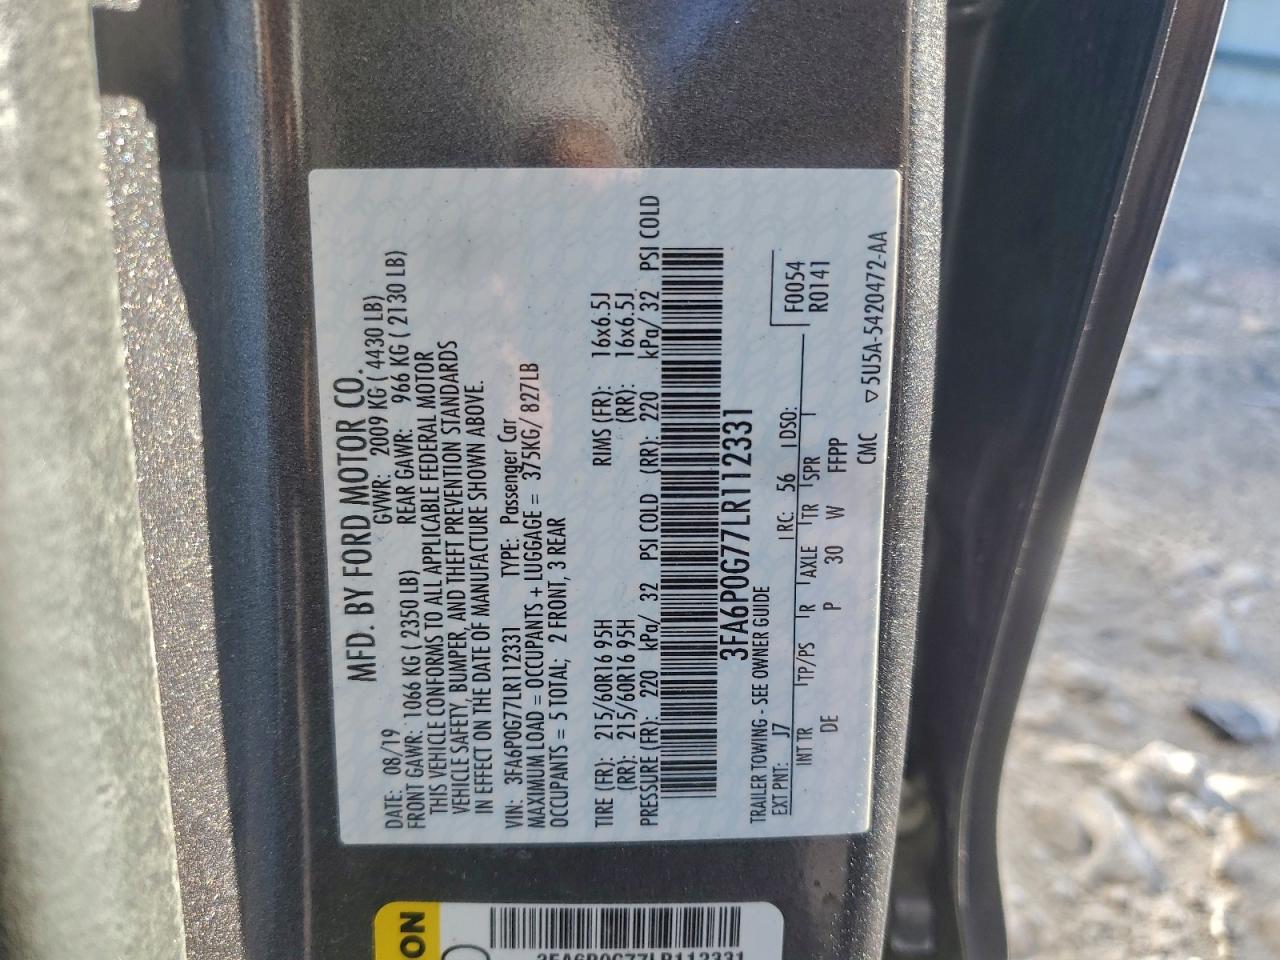 MFD. BY FORD MOTOR CO.
DATE: 08/19 GVWR: 2009 KG ( 4430 LB)
FRONT GAWR: 1066 KG ( 2350 LB) REAR GAWR: 966 KG ( 2130 LB)
THIS VEHICLE CONFORMS TO ALL APPLICABLE FEDERAL MOTOR
VEHICLE SAFETY, BUMPER, AND THEFT PREVENTION STANDARDS
IN EFFECT ON THE DATE OF MANUFACTURE SHOWN ABOVE.
VIN: 3FA6P0G77LR112331 TYPE: Passenger Car
MAXIMUM LOAD = OCCUPANTS + LUGGAGE = 375KG/ 827LB
OCCUPANTS = 5 TOTAL; 2 FRONT, 3 REAR
TIRE (FR): 215/60R16 95H RIMS (FR): 16x6.5J
(RR): 215/60R16 95H (RR): 16x6.5J
PRESSURE (FR): 220 kPa/ 32 PSI COLD (RR): 220 kPa/ 32 PSI COLD
3FA6P0G77LR112331
TRAILER TOWING - SEE OWNER GUIDE
EXT PNT: J7 RC: 56 DSO: F0054
INT TR TP/PS R AXLE TR SPR R0141
DE P 30 W FFPP
CMC ▽5U5A-5420472-AA
ON
3FA6P0G77LR112331